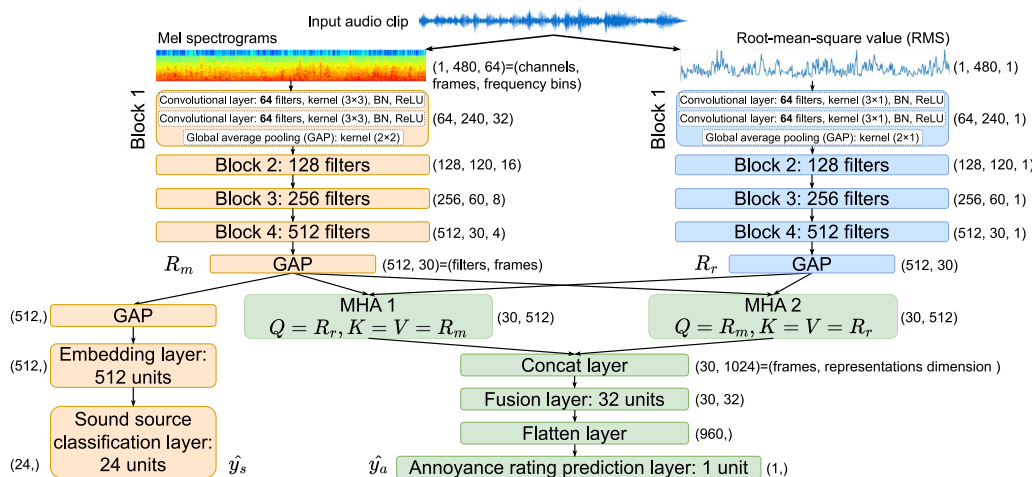 Input audio clip
Mel spectrograms
Root-mean-square value (RMS)
(1, 480, 64)=(channels,
frames, frequency bins)
(1, 480, 1)
Block 1
Convolutional layer: 64 filters, kernel (3×3), BN, ReLU
Convolutional layer: 64 filters, kernel (3×3), BN, ReLU
Global average pooling (GAP): kernel (2×2)
(64, 240, 32)
Block 1
Convolutional layer: 64 filters, kernel (3×1), BN, ReLU
Convolutional layer: 64 filters, kernel (3×1), BN, ReLU
Global average pooling (GAP): kernel (2×1)
(64, 240, 1)
Block 2: 128 filters (128, 120, 16)
Block 2: 128 filters (128, 120, 1)
Block 3: 256 filters (256, 60, 8)
Block 3: 256 filters (256, 60, 1)
Block 4: 512 filters (512, 30, 4)
Block 4: 512 filters (512, 30, 1)
R_m GAP (512, 30)=(filters, frames)
R_r GAP (512, 30)
(512,) GAP
MHA 1
Q = R_r, K = V = R_m (30, 512)
MHA 2
Q = R_m, K = V = R_r (30, 512)
(512,) Embedding layer:
512 units
Concat layer (30, 1024)=(frames, representations dimension )
Fusion layer: 32 units (30, 32)
Sound source
classification layer:
(24,) 24 units ŷ_s
Flatten layer (960,)
ŷ_a Annoyance rating prediction layer: 1 unit (1,)